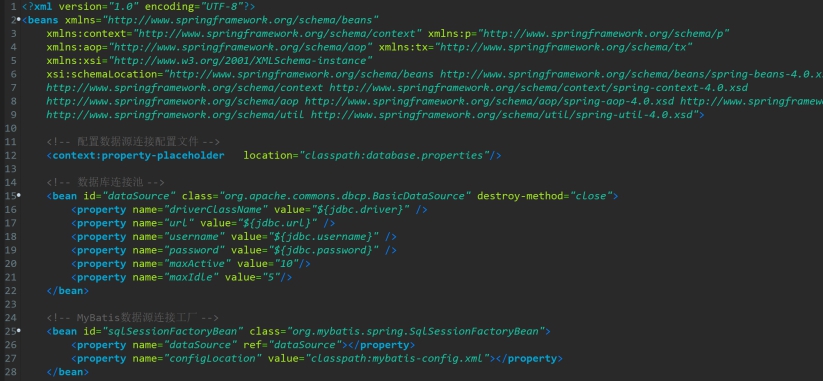 1 <?xml version="1.0" encoding="UTF-8"?>
2 <beans xmlns="http://www.springframework.org/schema/beans"
3 xmlns:context="http://www.springframework.org/schema/context" xmlns:p="http://www.springframework.org/schema/p"
4 xmlns:aop="http://www.springframework.org/schema/aop" xmlns:tx="http://www.springframework.org/schema/tx"
5 xmlns:xsi="http://www.w3.org/2001/XMLSchema-instance"
6 xsi:schemaLocation="http://www.springframework.org/schema/beans http://www.springframework.org/schema/beans/spring-beans-4.0.x
7 http://www.springframework.org/schema/context http://www.springframework.org/schema/context/spring-context-4.0.xsd
8 http://www.springframework.org/schema/aop http://www.springframework.org/schema/aop/spring-aop-4.0.xsd http://www.springframew
9 http://www.springframework.org/schema/util http://www.springframework.org/schema/util/spring-util-4.0.xsd">
10
11 <!-- 配置数据源连接配置文件 -->
12 <context:property-placeholder location="classpath:database.properties"/>
13
14 <!-- 数据库连接池 -->
15 <bean id="dataSource" class="org.apache.commons.dbcp.BasicDataSource" destroy-method="close">
16 <property name="driverClassName" value="${jdbc.driver}" />
17 <property name="url" value="${jdbc.url}" />
18 <property name="username" value="${jdbc.username}" />
19 <property name="password" value="${jdbc.password}" />
20 <property name="maxActive" value="10"/>
21 <property name="maxIdle" value="5"/>
22 </bean>
23
24 <!-- MyBatis数据源连接工厂 -->
25 <bean id="sqlSessionFactoryBean" class="org.mybatis.spring.SqlSessionFactoryBean">
26 <property name="dataSource" ref="dataSource"></property>
27 <property name="configLocation" value="classpath:mybatis-config.xml"></property>
28 </bean>